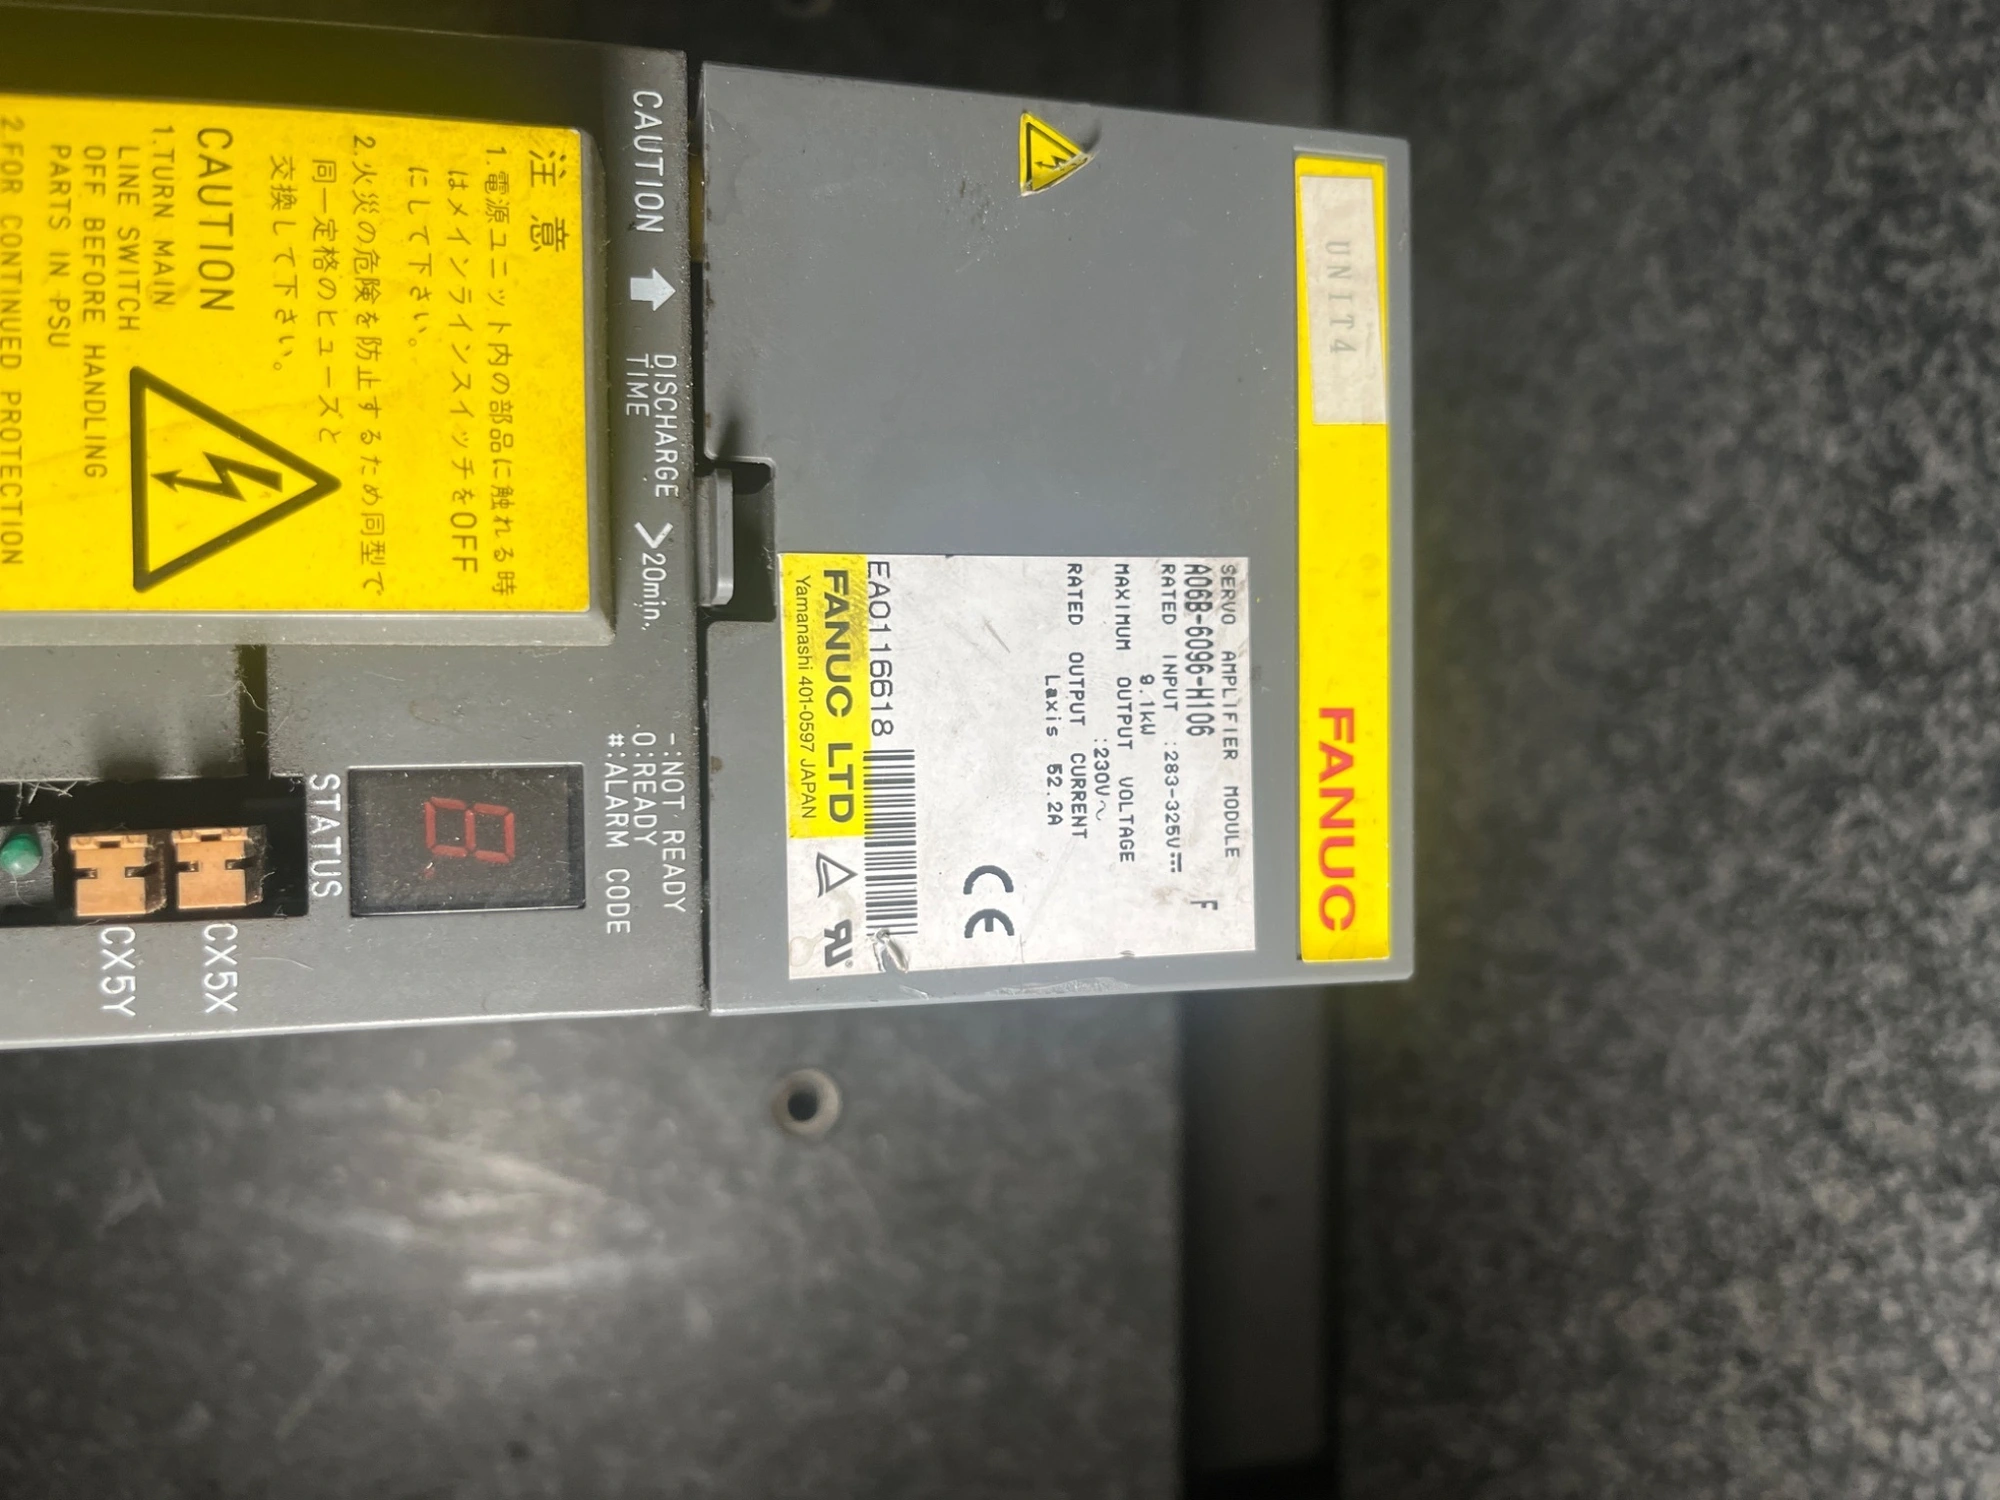 UNIT4
FANUC
SERVO AMPLIFIER MODULE
A06B-6096-H106 F
RATED INPUT :283-325V⎓
9.1kW
MAXIMUM OUTPUT VOLTAGE
:230V～
RATED OUTPUT CURRENT
Laxis 52.2A
CE
EA0116618
FANUC LTD
Yamanashi 401-0597 JAPAN
CAUTION
DISCHARGE
TIME
>20min.
-:NOT READY
0:READY
#:ALARM CODE
注 意
1.電源ユニット内の部品に触れる時
はメインラインスイッチをOFF
にして下さい。
2.火災の危険を防止するため同型で
同一定格のヒューズと
交換して下さい。
CAUTION
1.TURN MAIN
LINE SWITCH
OFF BEFORE HANDLING
PARTS IN PSU
2.FOR CONTINUED PROTECTION
8.
STATUS
CX5X
CX5Y